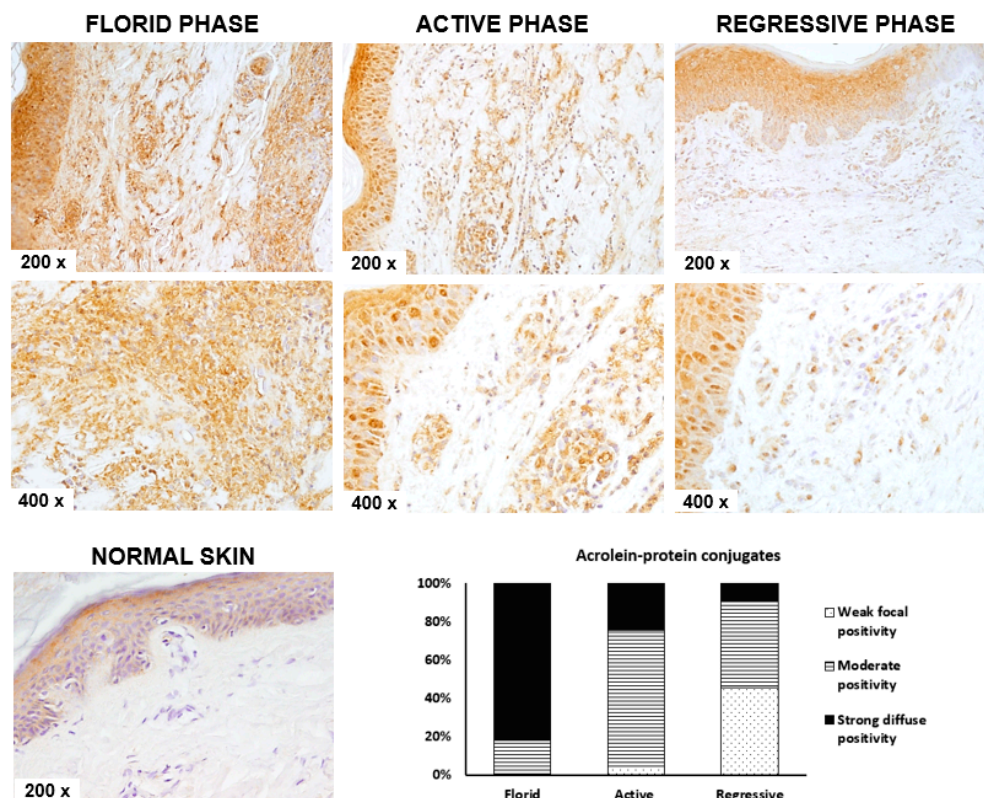 FLORID PHASE
ACTIVE PHASE
REGRESSIVE PHASE
200 x
200 x
200 x
400 x
400 x
400 x
NORMAL SKIN
200 x
Acrolein-protein conjugates
100%
80%
60%
40%
20%
0%
Florid
Active
Regressive
Weak focal
positivity
Moderate
positivity
Strong diffuse
positivity